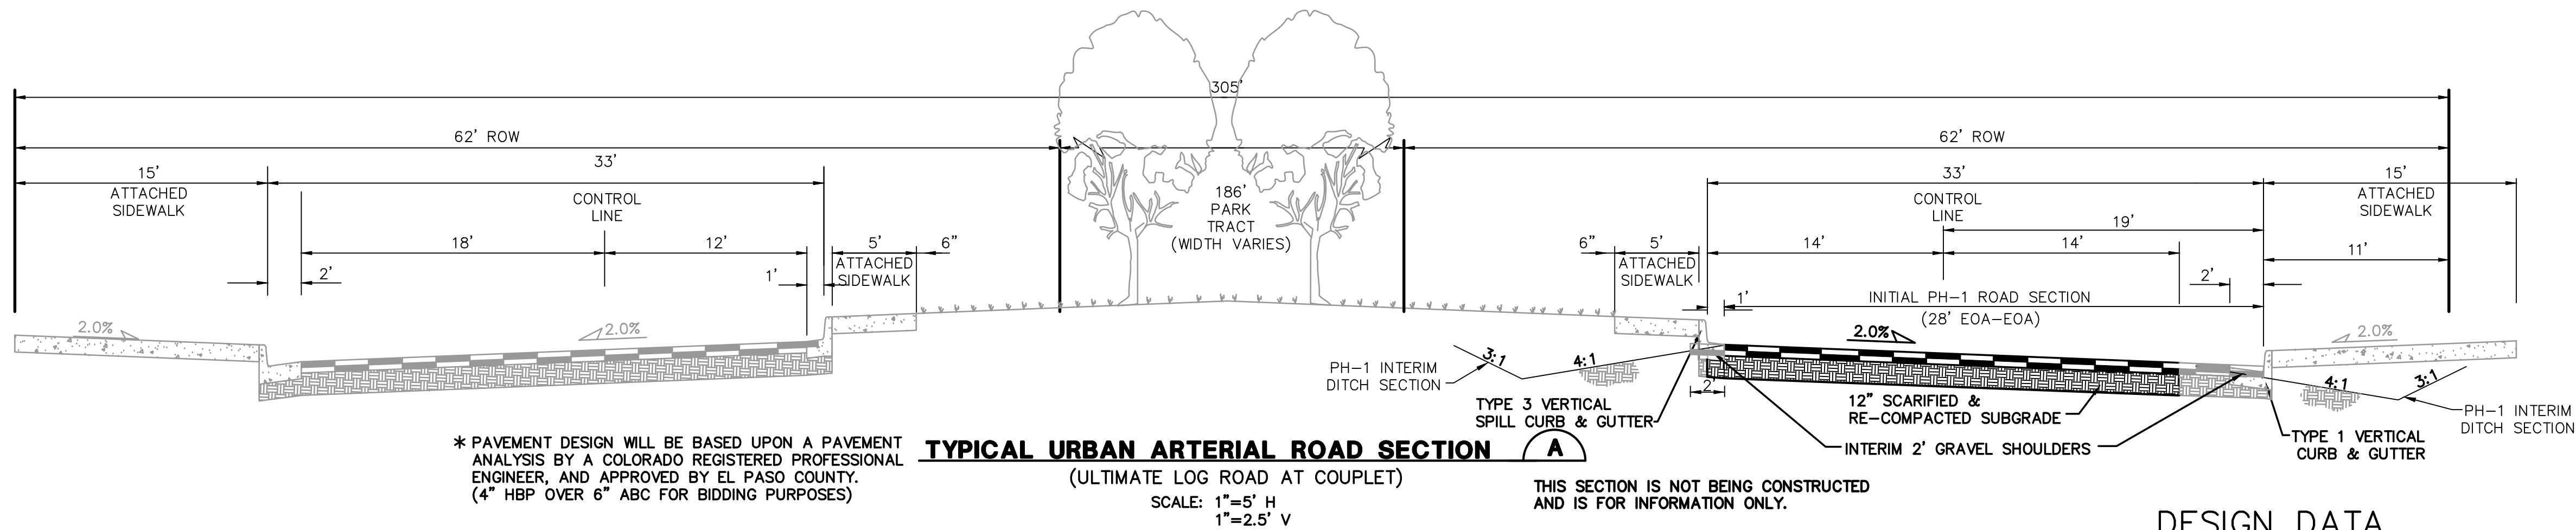 305'
62' ROW
62' ROW
33'
33'
15'
ATTACHED
SIDEWALK
CONTROL
LINE
18'
12'
2'
1'
5'
ATTACHED
SIDEWALK
6"
186'
PARK
TRACT
(WIDTH VARIES)
6"
5'
ATTACHED
SIDEWALK
CONTROL
LINE
19'
14'
14'
15'
ATTACHED
SIDEWALK
11'
2'
1'
INITIAL PH-1 ROAD SECTION
(28' EOA-EOA)
2.0%
2.0%
2.0%
2.0%
PH-1 INTERIM
DITCH SECTION
3:1
4:1
2'
4:1
3:1
PH-1 INTERIM
DITCH SECTION
TYPE 3 VERTICAL
SPILL CURB & GUTTER
12" SCARIFIED &
RE-COMPACTED SUBGRADE
INTERIM 2' GRAVEL SHOULDERS
TYPE 1 VERTICAL
CURB & GUTTER
* PAVEMENT DESIGN WILL BE BASED UPON A PAVEMENT
ANALYSIS BY A COLORADO REGISTERED PROFESSIONAL
ENGINEER, AND APPROVED BY EL PASO COUNTY.
(4" HBP OVER 6" ABC FOR BIDDING PURPOSES)
TYPICAL URBAN ARTERIAL ROAD SECTION A
(ULTIMATE LOG ROAD AT COUPLET)
SCALE: 1"=5' H
1"=2.5' V
THIS SECTION IS NOT BEING CONSTRUCTED
AND IS FOR INFORMATION ONLY.
DESIGN DATA